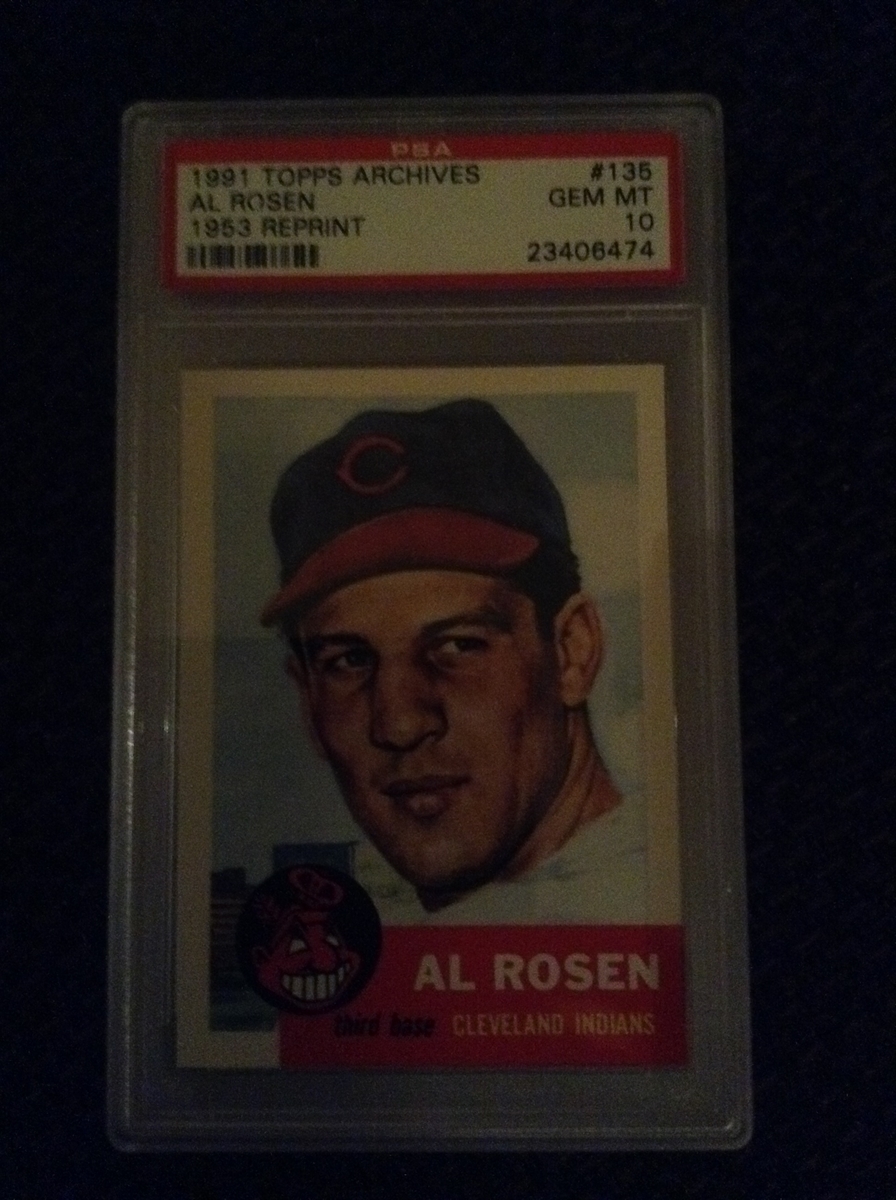 PSA
1991 TOPPS ARCHIVES #135
AL ROSEN GEM MT
1953 REPRINT 10
23406474
C
AL ROSEN
third base CLEVELAND INDIANS